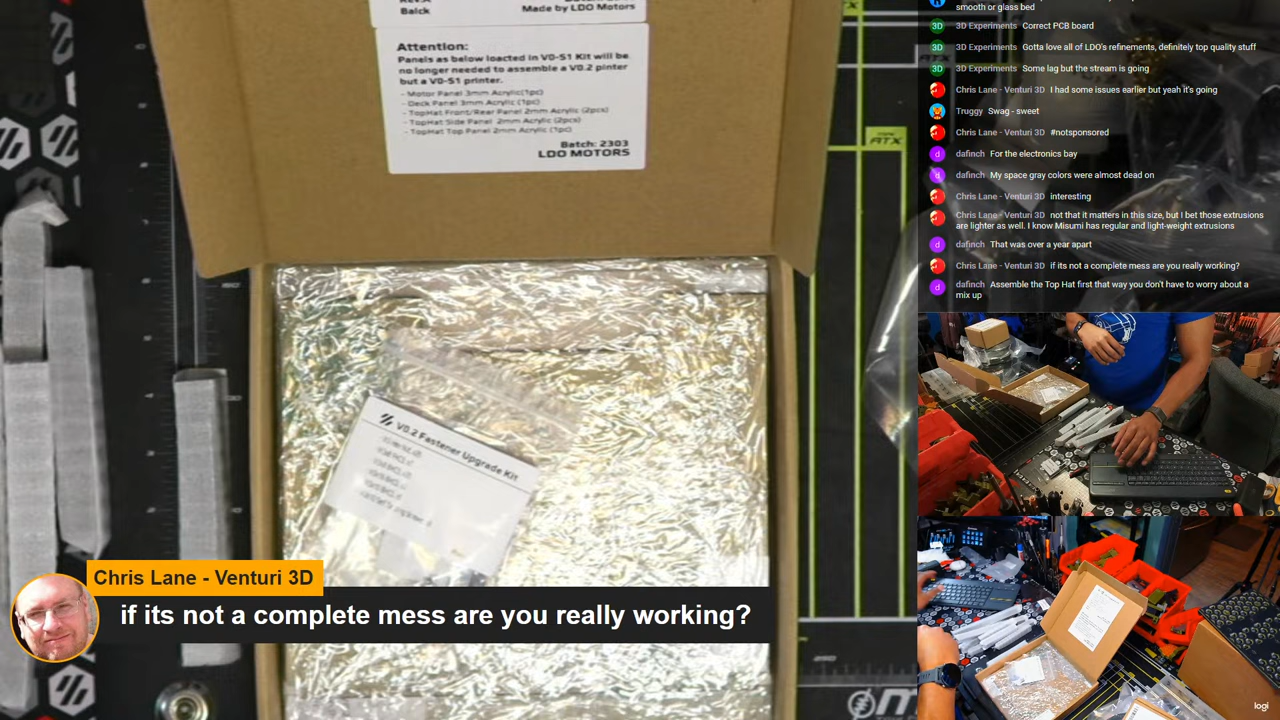 Balck
Made by LDO Motors
Attention:
Panels as below loacted in V0-S1 Kit will be
no longer needed to assemble a V0.2 pinter
but a V0-S1 printer.
- Motor Panel 3mm Acrylic(1pc)
- Deck Panel 3mm Acrylic (1pc)
- TopHat Front/Rear Panel 2mm Acrylic (2pcs)
- TopHat Side Panel 2mm Acrylic (2pcs)
- TopHat Top Panel 2mm Acrylic (1pc)
Batch: 2303
LDO MOTORS
ATX
V0.2 Fastener Upgrade Kit
Chris Lane - Venturi 3D
if its not a complete mess are you really working?
smooth or glass bed
3D 3D Experiments Correct PCB board
3D 3D Experiments Gotta love all of LDO's refinements, definitely top quality stuff
3D 3D Experiments Some lag but the stream is going
Chris Lane - Venturi 3D I had some issues earlier but yeah it's going
Truggy Swag - sweet
Chris Lane - Venturi 3D #notsponsored
d dafinch For the electronics bay
d dafinch My space gray colors were almost dead on
Chris Lane - Venturi 3D interesting
Chris Lane - Venturi 3D not that it matters in this size, but I bet those extrusions
are lighter as well. I know Misumi has regular and light-weight extrusions
d dafinch That was over a year apart
Chris Lane - Venturi 3D if its not a complete mess are you really working?
d dafinch Assemble the Top Hat first that way you don't have to worry about a
mix up
logi